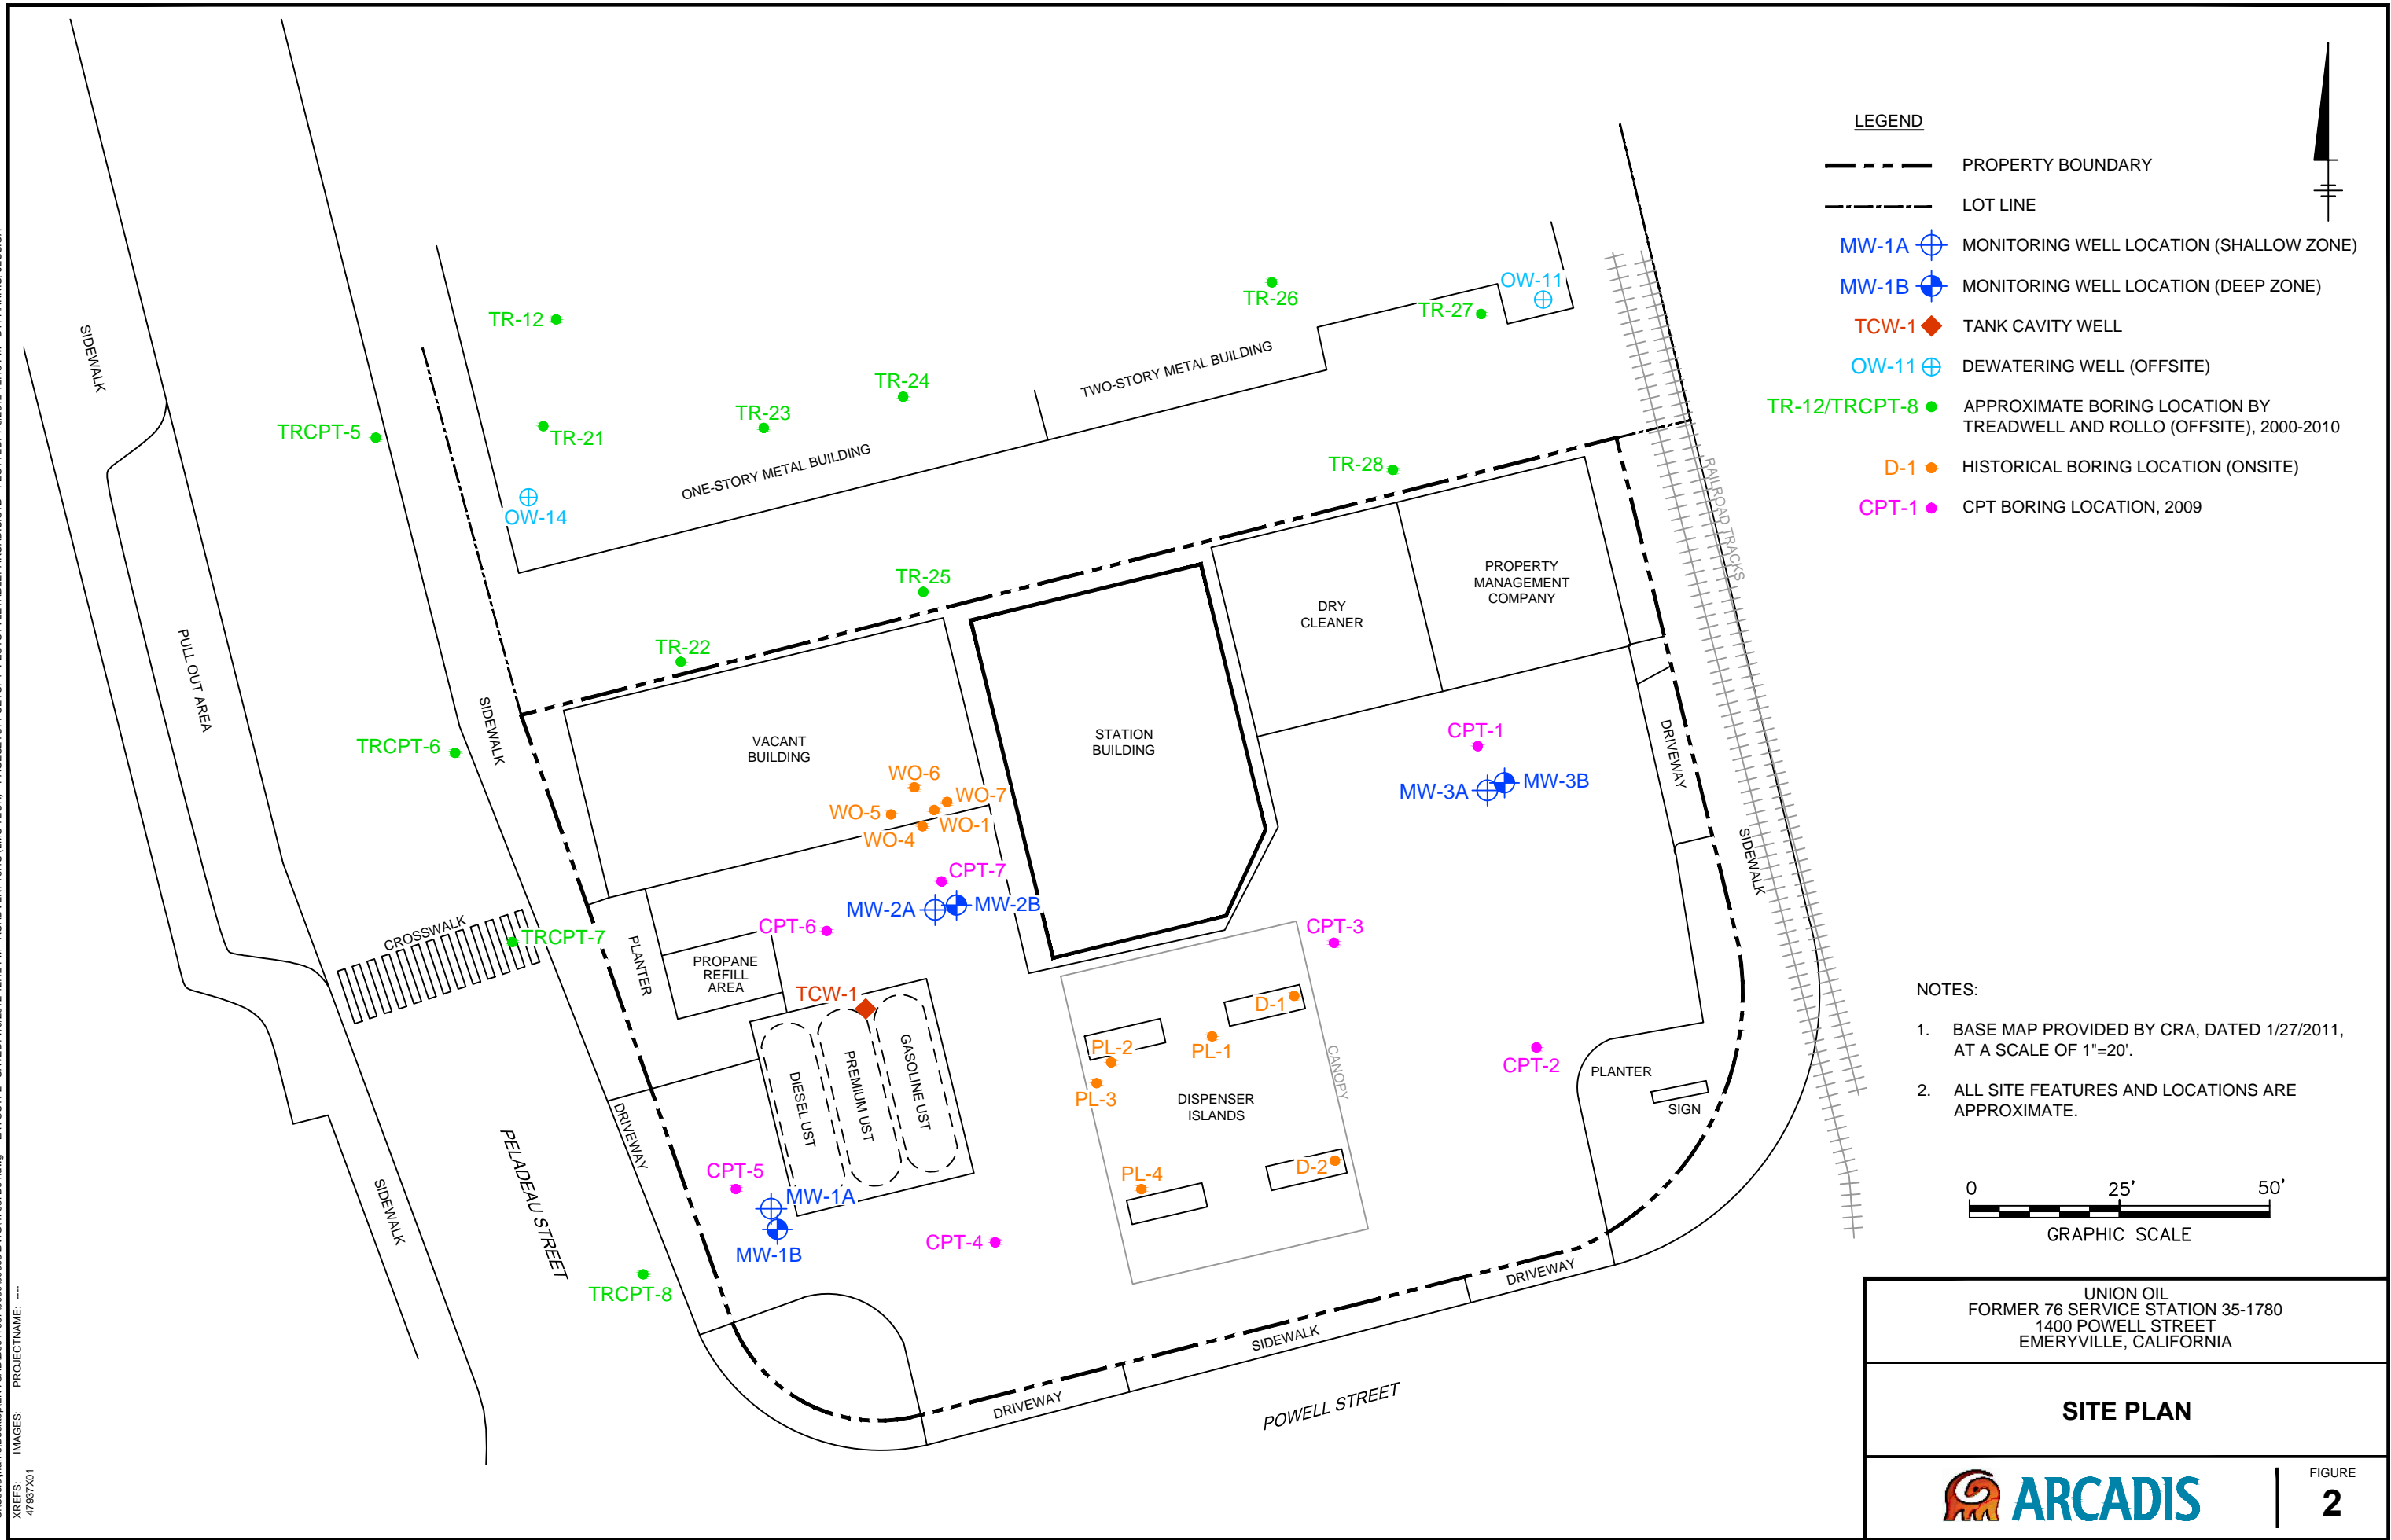 LEGEND
PROPERTY BOUNDARY
LOT LINE
MW-1A MONITORING WELL LOCATION (SHALLOW ZONE)
MW-1B MONITORING WELL LOCATION (DEEP ZONE)
TCW-1 TANK CAVITY WELL
OW-11 DEWATERING WELL (OFFSITE)
TR-12/TRCPT-8 APPROXIMATE BORING LOCATION BY
TREADWELL AND ROLLO (OFFSITE), 2000-2010
D-1 HISTORICAL BORING LOCATION (ONSITE)
CPT-1 CPT BORING LOCATION, 2009
OW-11
TR-26
TR-27
TR-12
TWO-STORY METAL BUILDING
TR-24
TR-23
TRCPT-5
TR-21
ONE-STORY METAL BUILDING
TR-28
OW-14
SIDEWALK
RAILROAD TRACKS
TR-25
TR-22
PULL OUT AREA
SIDEWALK
PROPERTY
MANAGEMENT
COMPANY
DRY
CLEANER
TRCPT-6
VACANT
BUILDING
STATION
BUILDING
CPT-1
DRIVEWAY
MW-3A
MW-3B
WO-6
WO-7
WO-5
WO-1
WO-4
SIDEWALK
CPT-7
MW-2A
MW-2B
CPT-6
CPT-3
CROSSWALK
TRCPT-7
PLANTER
PROPANE
REFILL
AREA
TCW-1
DIESEL UST
PREMIUM UST
GASOLINE UST
D-1
PL-2
PL-1
PL-3
CANOPY
DISPENSER
ISLANDS
CPT-2
PLANTER
SIGN
DRIVEWAY
PELADEAU STREET
SIDEWALK
CPT-5
MW-1A
MW-1B
PL-4
D-2
CPT-4
TRCPT-8
DRIVEWAY
SIDEWALK
DRIVEWAY
POWELL STREET
NOTES:
1. BASE MAP PROVIDED BY CRA, DATED 1/27/2011,
AT A SCALE OF 1"=20'.
2. ALL SITE FEATURES AND LOCATIONS ARE
APPROXIMATE.
0 25' 50'
GRAPHIC SCALE
UNION OIL
FORMER 76 SERVICE STATION 35-1780
1400 POWELL STREET
EMERYVILLE, CALIFORNIA
SITE PLAN
ARCADIS
FIGURE
2
XREFS: IMAGES: PROJECTNAME: ----
47937X01